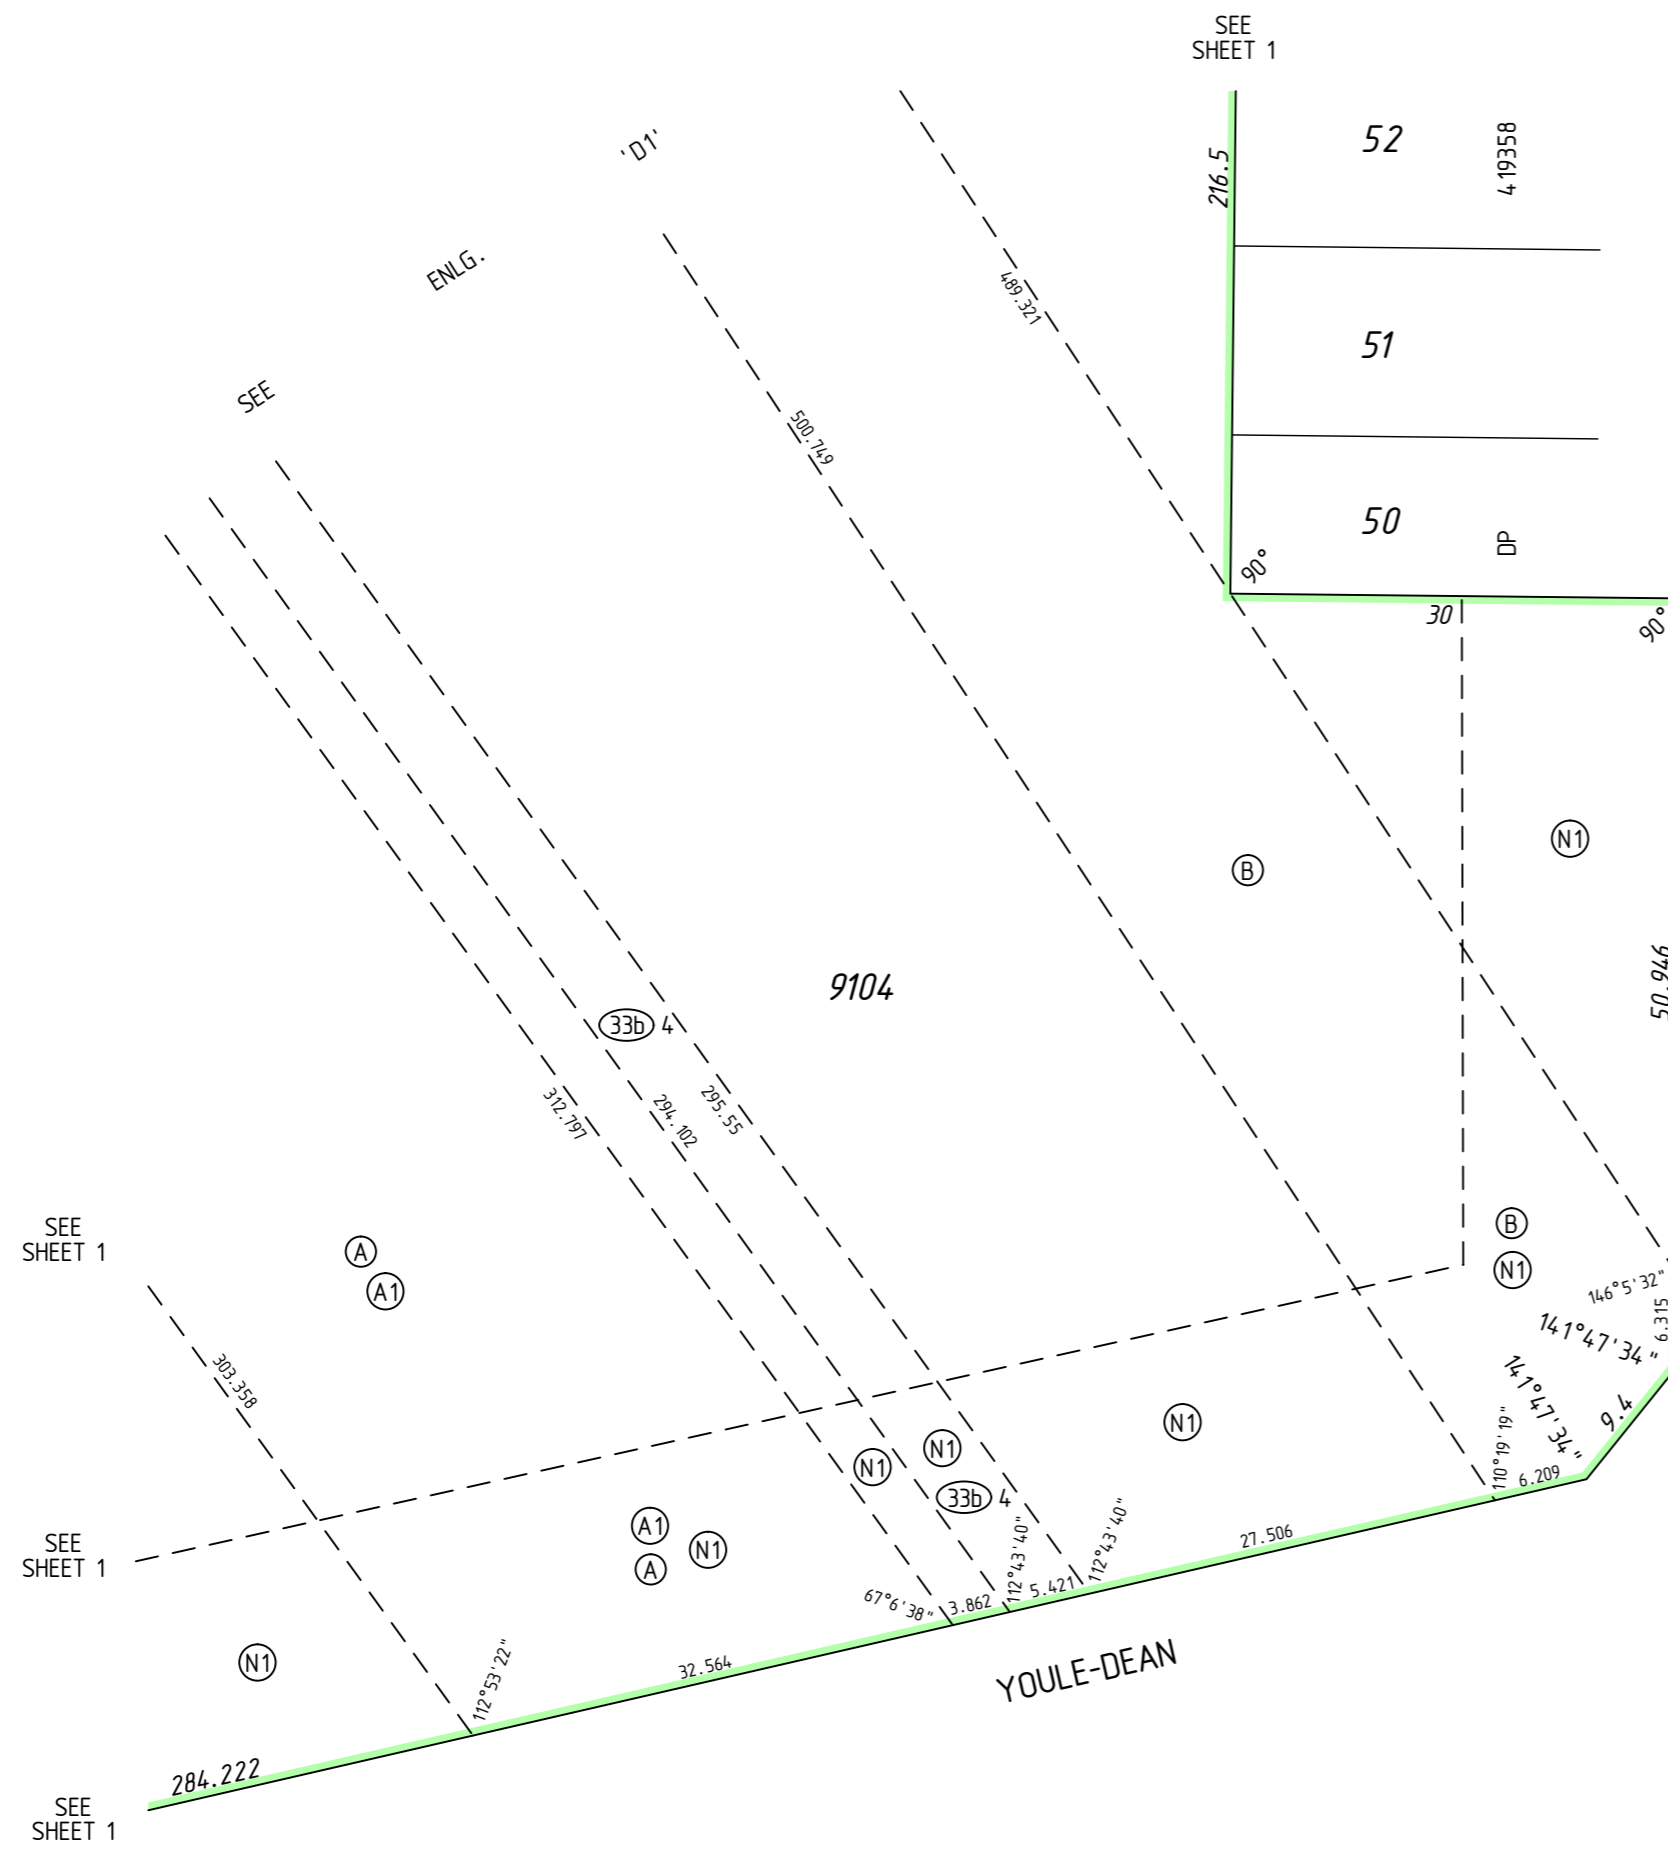 SEE
SHEET 1
'D1'
ENLG.
SEE
52
419358
216.5
489.321
51
500.749
50
DP
90°
30
90°
N1
B
50.946
9104
33b 4
312.797
294.102
295.55
SEE
SHEET 1
A
A1
B
N1
146°5'32"
6.315
141°47'34"
141°47'34"
9.4
303.358
N1
N1
N1
110°19'19"
6.209
33b 4
SEE
SHEET 1
A1
N1
A
112°43'40"
112°43'40"
27.506
67°6'38"
3.862
5.421
N1
112°53'22"
32.564
YOULE-DEAN
284.222
SEE
SHEET 1